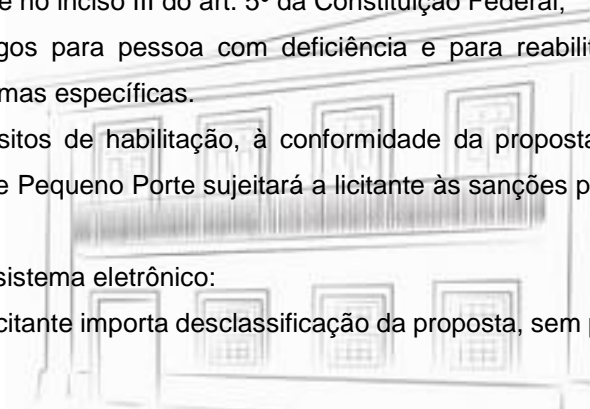 e no inciso III do art. 5º da Constituição Federal;
gos para pessoa com deficiência e para reabilit
mas específicas.
sitos de habilitação, à conformidade da proposta
e Pequeno Porte sujeitará a licitante às sanções p
sistema eletrônico:
citante importa desclassificação da proposta, sem p